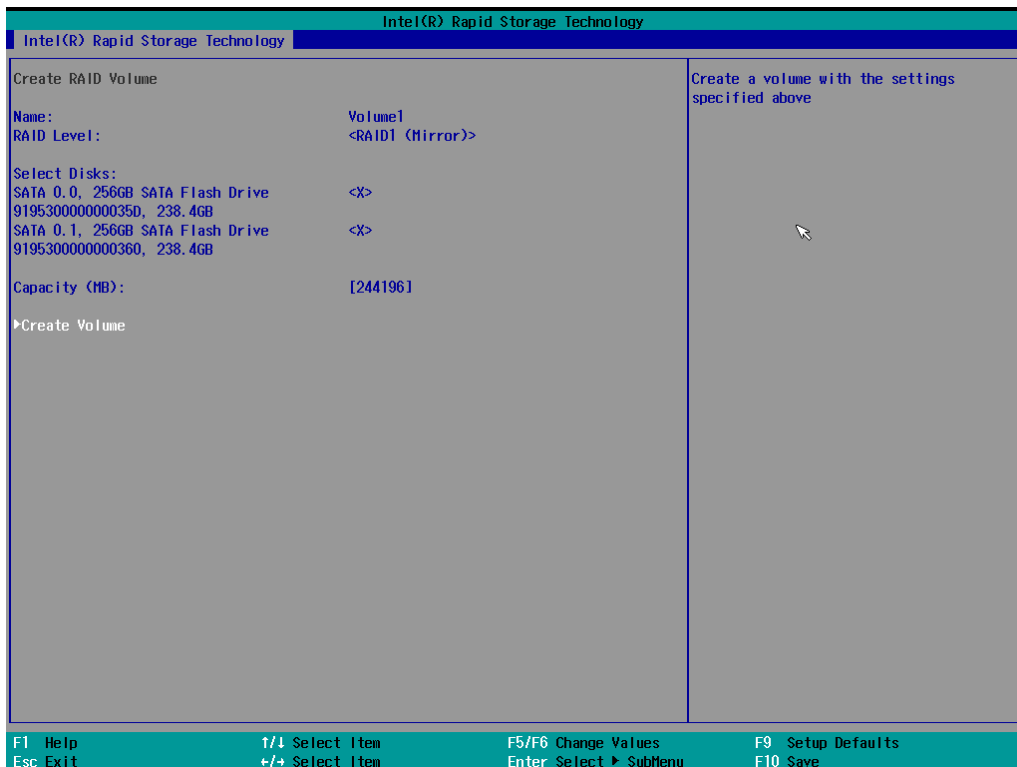 Intel(R) Rapid Storage Technology
Intel(R) Rapid Storage Technology
Create RAID Volume
Name: Volume1
RAID Level: <RAID1 (Mirror)>
Select Disks:
SATA 0.0, 256GB SATA Flash Drive <X>
919530000000035D, 238.4GB
SATA 0.1, 256GB SATA Flash Drive <X>
9195300000000360, 238.4GB
Capacity (MB): [244196]
▶Create Volume
Create a volume with the settings
specified above
F1 Help ↑/↓ Select Item F5/F6 Change Values F9 Setup Defaults
Esc Exit ←/→ Select Item Enter Select ▶ SubMenu F10 Save